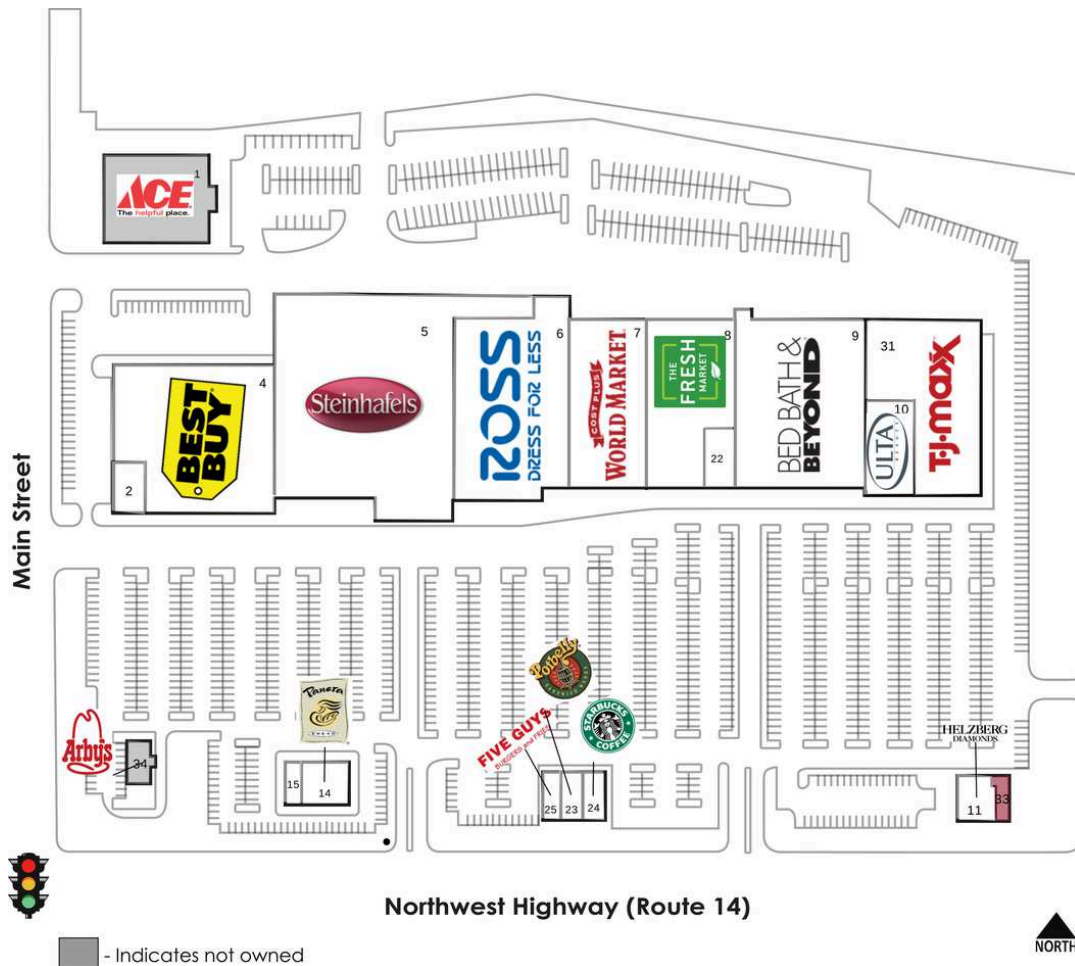 1
ACE
The helpful place.
5
6
7
8
9
31
4
10
Steinhafels
ROSS
DRESS FOR LESS
COST PLUS
WORLD MARKET
THE
FRESH
MARKET
BED BATH &
BEYOND
T·J·maxx
ULTA
BEST
BUY
22
2
Main Street
Potbelly
Panera
BREAD
STARBUCKS
COFFEE
FIVE GUYS
BURGERS and FRIES
Arby's
HELZBERG
DIAMONDS
34
15
14
25
23
24
11
33
Northwest Highway (Route 14)
NORTH
- Indicates not owned